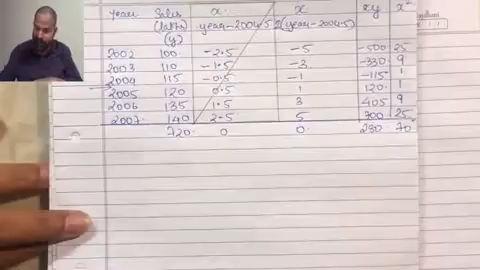 Year Sales x x xy x²
(lakhs) year-2004.5 2(year-2004.5)
(y)
2002 100 -2.5 -5 -500 25
2003 110 -1.5 -3 -330 9
2004 115 -0.5 -1 -115 1
2005 120 0.5 1 120 1
2006 135 1.5 3 405 9
2007 140 2.5 5 700 25
720 0 0 280 70